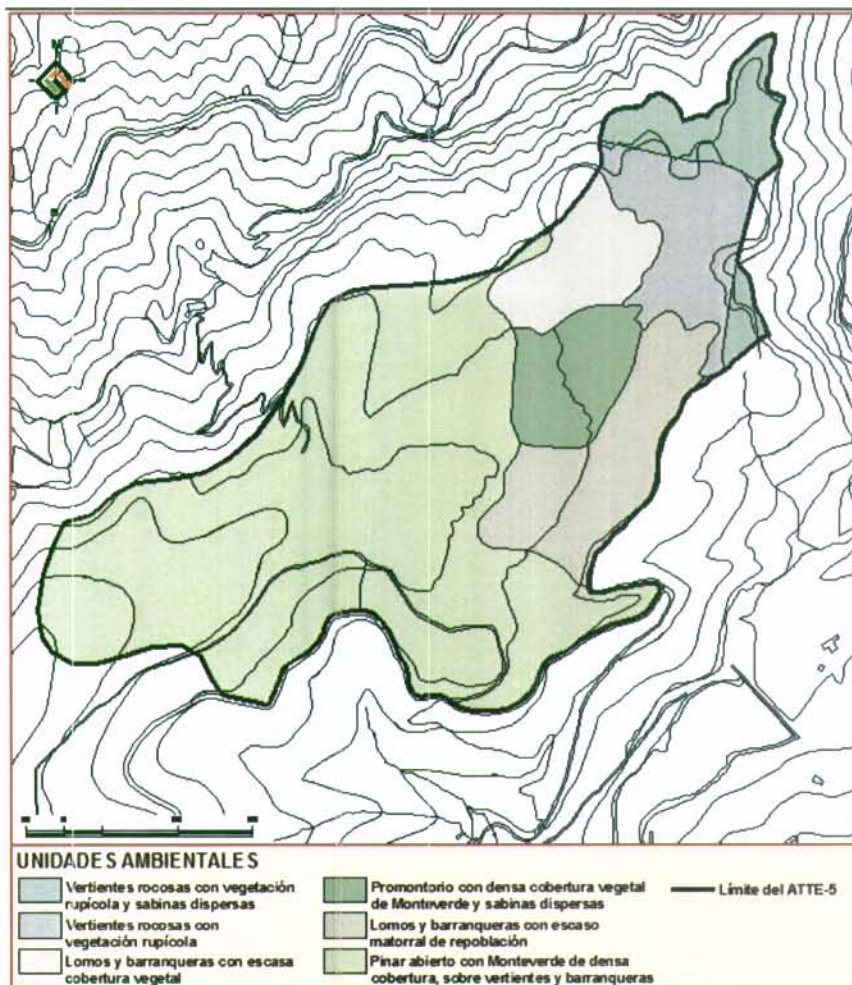 UNIDADES AMBIENTALES
Vertientes rocosas con vegetación
rupícola y sabinas dispersas
Vertientes rocosas con
vegetación rupícola
Lomos y barranqueras con escasa
cobertura vegetal
Promontorio con densa cobertura vegetal
de Monteverde y sabinas dispersas
Lomos y barranqueras con escaso
matorral de repoblación
Pinar abierto con Monteverde de densa
cobertura, sobre vertientes y barranqueras
Límite del ATTE-5